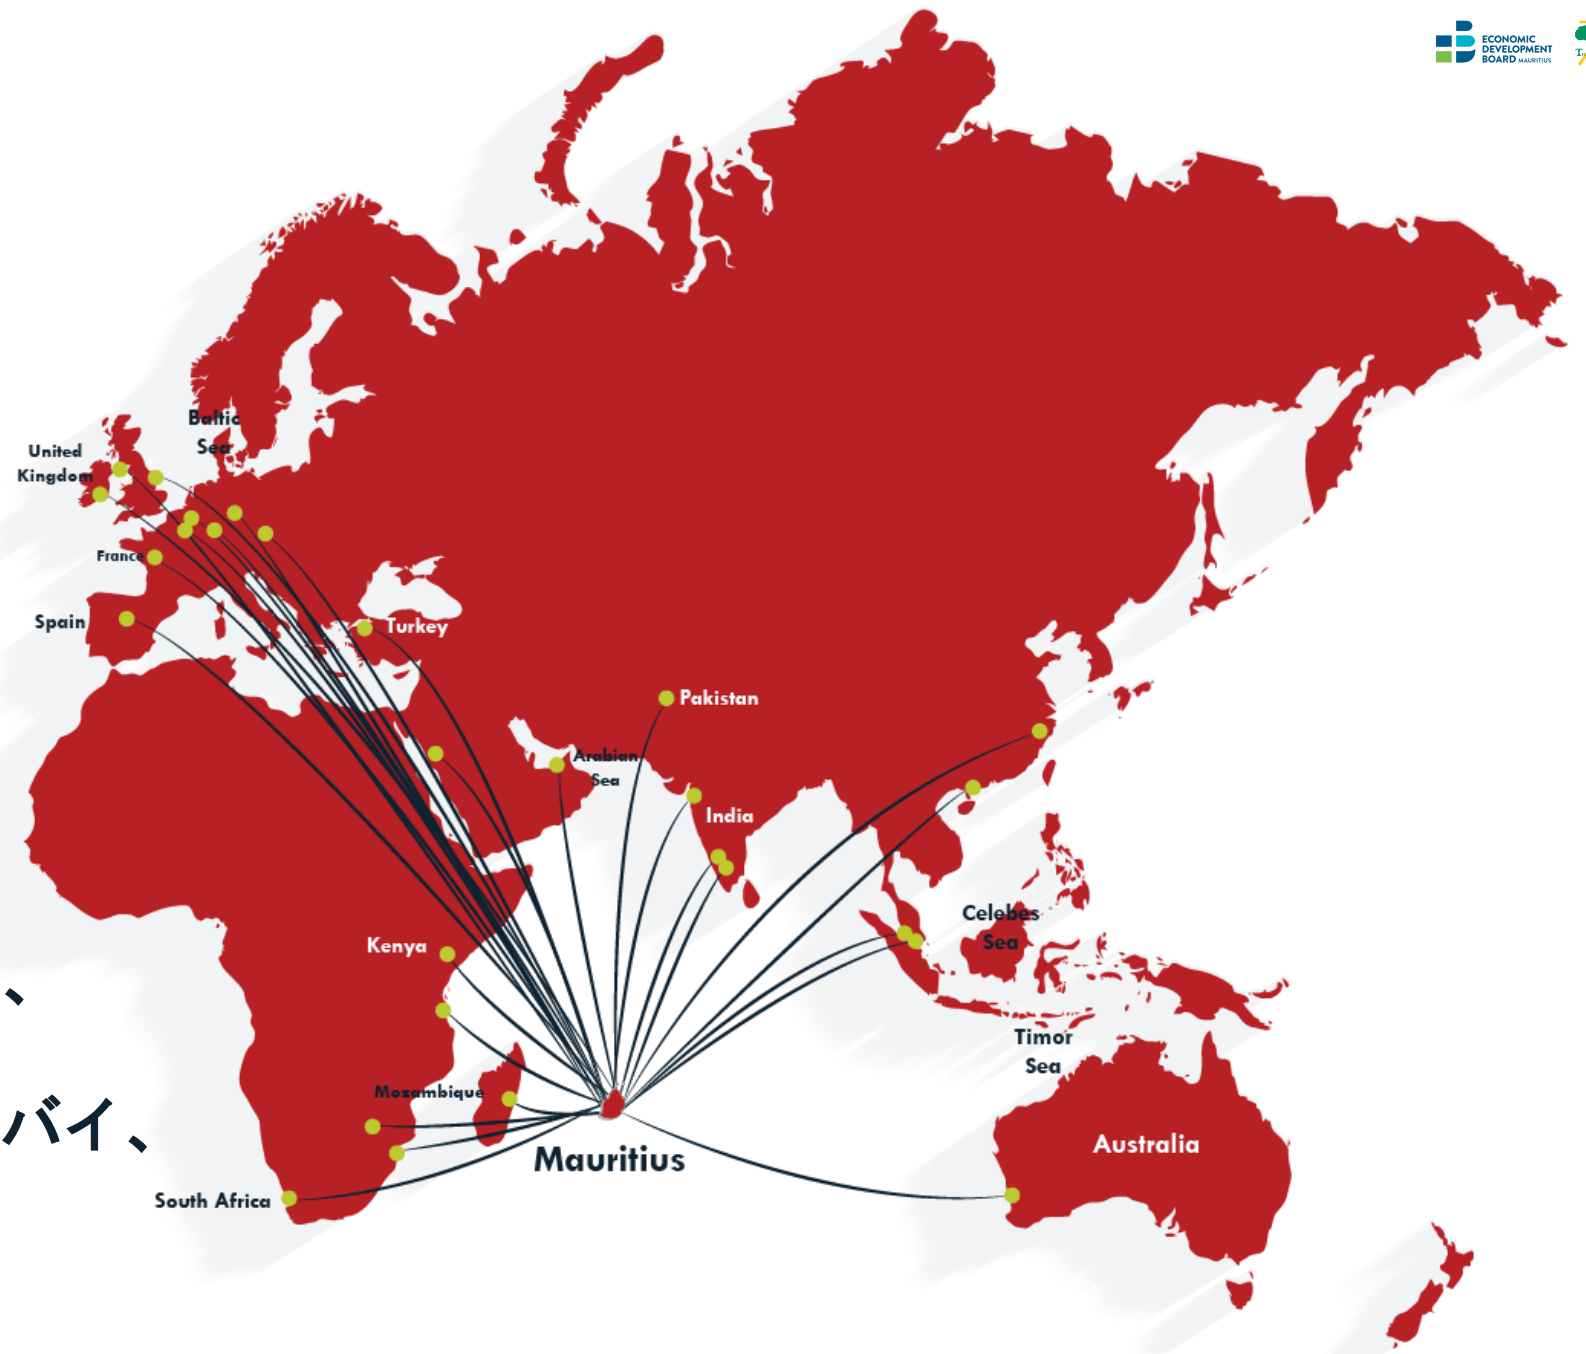 ECONOMIC
DEVELOPMENT
BOARD MAURITIUS
Baltic
Sea
United
Kingdom
France
Spain
Turkey
Pakistan
Arabian
Sea
India
Celebes
Sea
Kenya
、
Timor
Sea
Mozambique
バイ、
Australia
Mauritius
South Africa